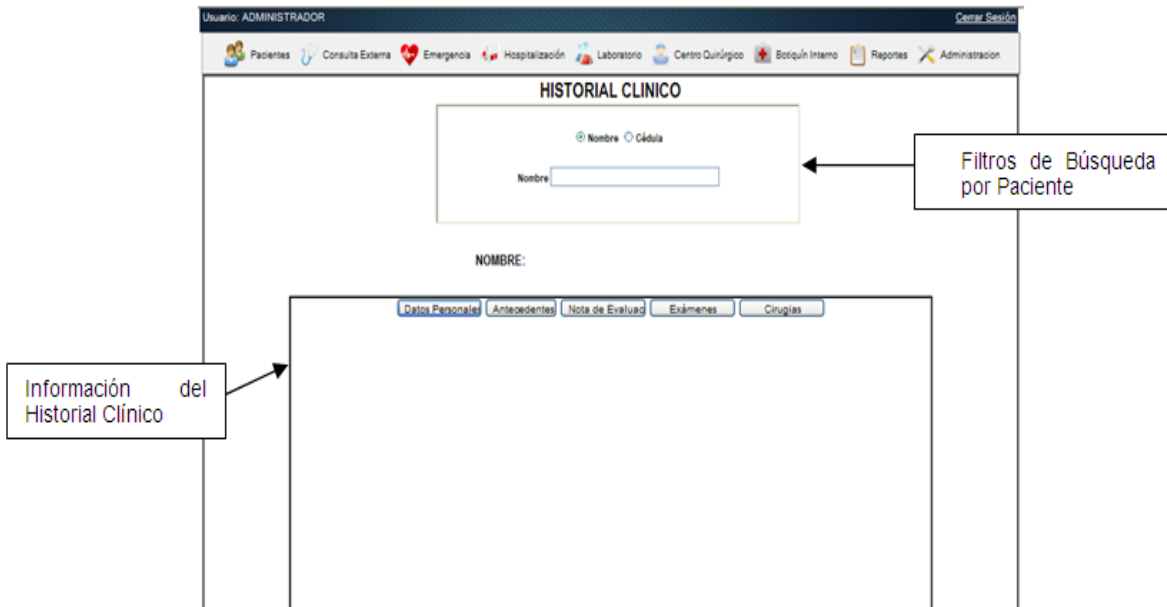 Usuario: ADMINISTRADOR Cerrar Sesión
Pacientes Consulta Externa Emergencia Hospitalización Laboratorio Centro Quirúrgico Botiquín Interno Reportes Administracion
HISTORIAL CLINICO
Nombre Cédula
Nombre
Filtros de Búsqueda
por Paciente
NOMBRE:
Datos Personales Antecedentes Nota de Evaluac Exámenes Cirugías
Información del
Historial Clínico